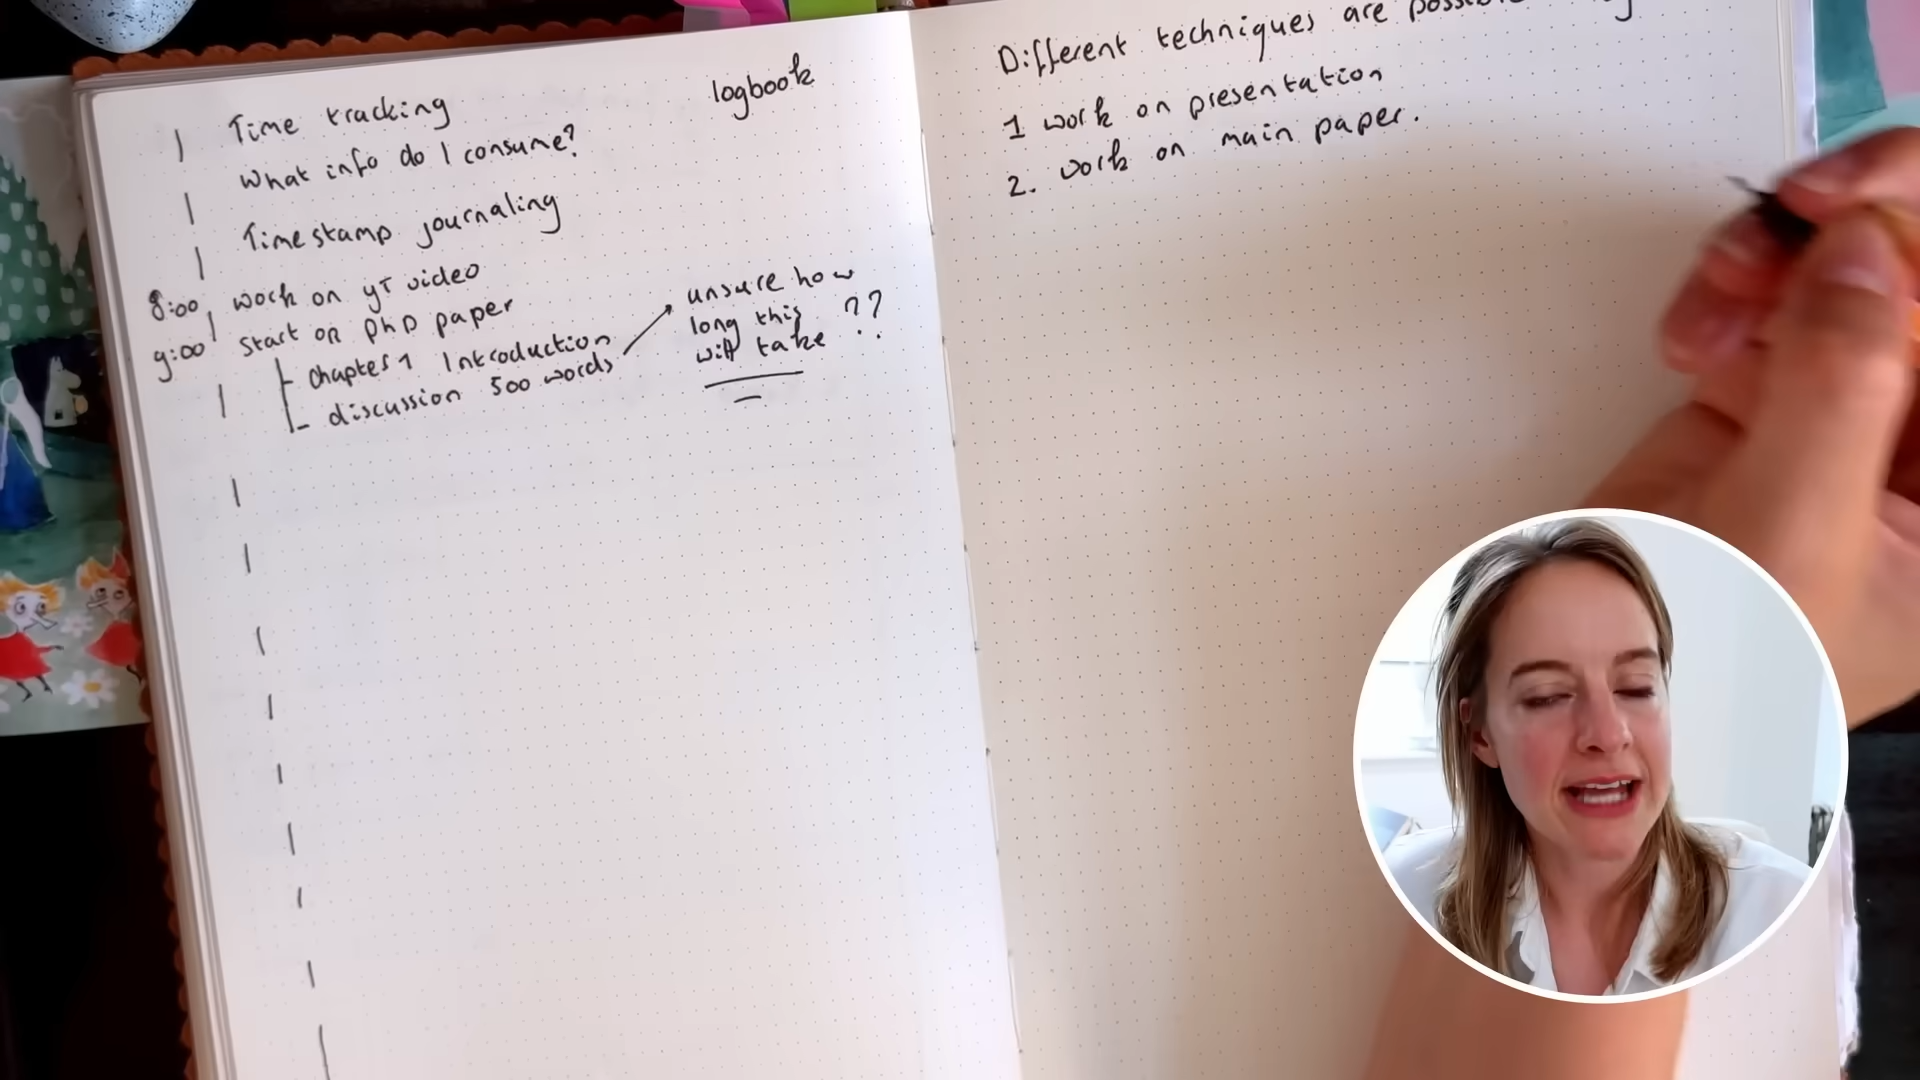 Time tracking
logbook
What info do I consume?
Timestamp journaling
8:00 work on YT video
9:00 start on PhD paper
chapter 1 Introduction
discussion 500 words
unsure how
long this ??
will take
Different techniques are
1 work on presentation
2. work on main paper.